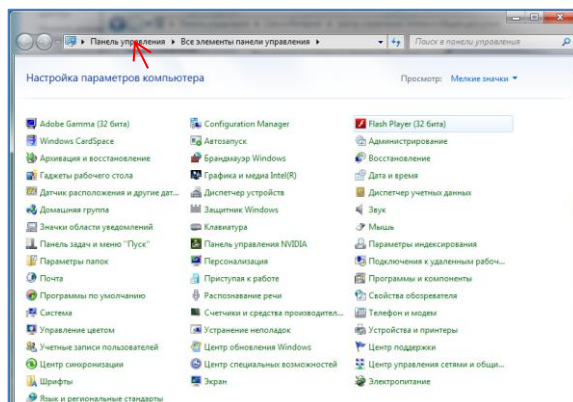 Панель управления ▸ Все элементы панели управления ▸
Поиск в панели управления
Настройка параметров компьютера
Просмотр: Мелкие значки
Adobe Gamma (32 бита)
Configuration Manager
Flash Player (32 бита)
Windows CardSpace
Автозапуск
Администрирование
Архивация и восстановление
Брандмауэр Windows
Восстановление
Гаджеты рабочего стола
Графика и медиа Intel(R)
Дата и время
Датчик расположения и другие дат...
Диспетчер устройств
Диспетчер учетных данных
Домашняя группа
Защитник Windows
Звук
Значки области уведомлений
Клавиатура
Мышь
Панель задач и меню "Пуск"
Панель управления NVIDIA
Параметры индексирования
Параметры папок
Персонализация
Подключения к удаленным рабоч...
Почта
Приступая к работе
Программы и компоненты
Программы по умолчанию
Распознавание речи
Свойства обозревателя
Система
Счетчики и средства производител...
Телефон и модем
Управление цветом
Устранение неполадок
Устройства и принтеры
Учетные записи пользователей
Центр обновления Windows
Центр поддержки
Центр синхронизации
Центр специальных возможностей
Центр управления сетями и общи...
Шрифты
Экран
Электропитание
Язык и региональные стандарты